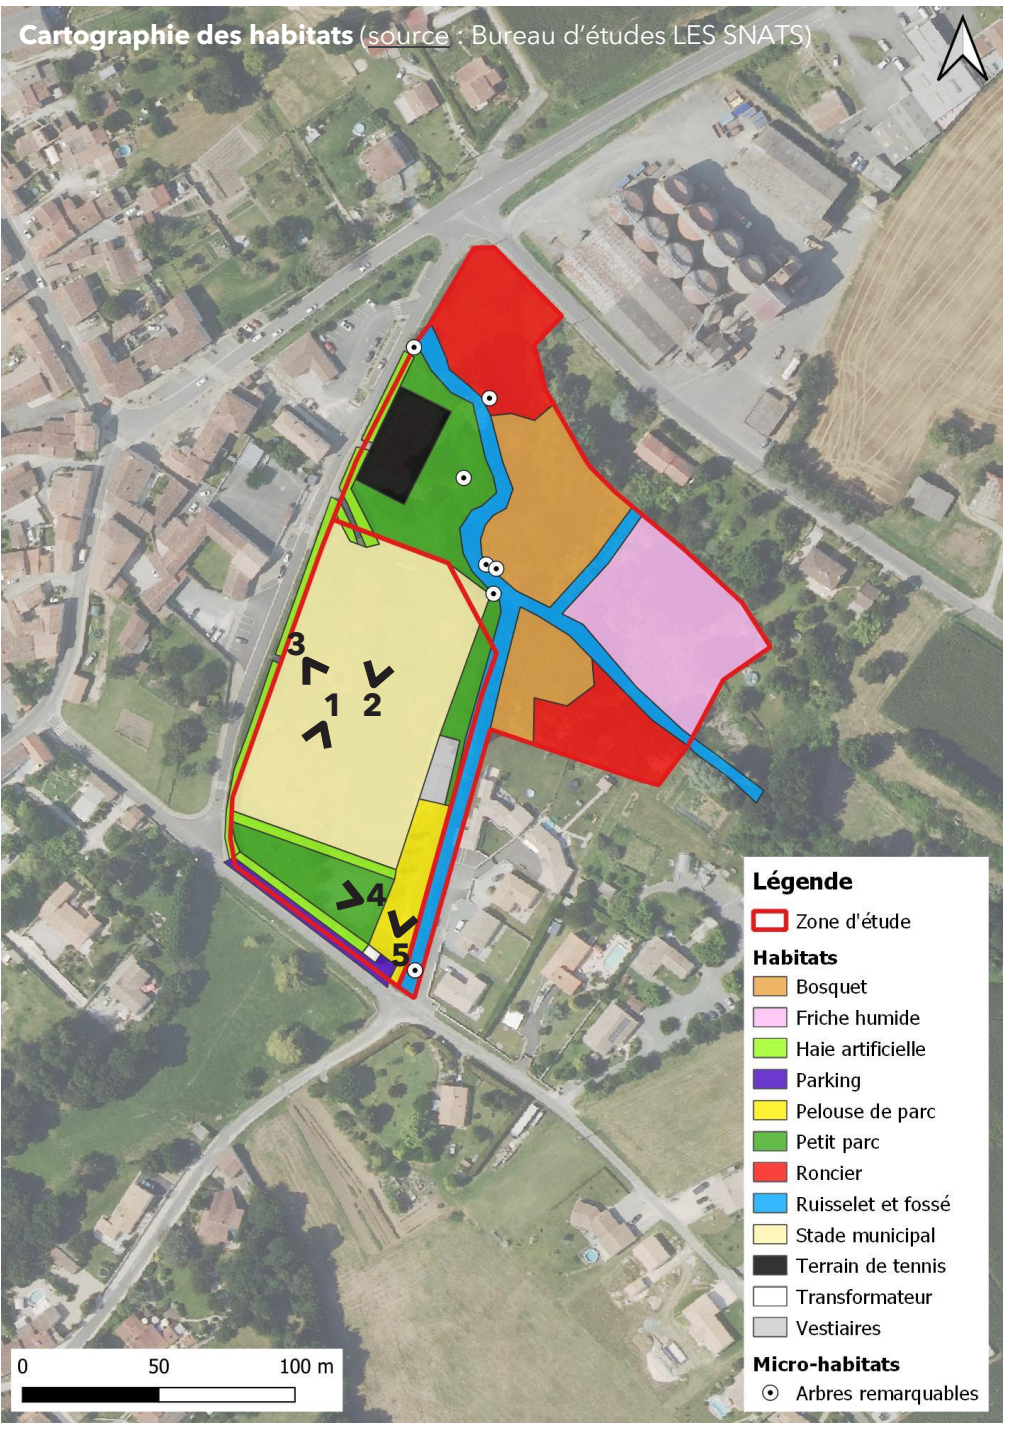 Cartographie des habitats (source : Bureau d'études LES SNATS)
3
1
2
4
5
Légende
Zone d'étude
Habitats
Bosquet
Friche humide
Haie artificielle
Parking
Pelouse de parc
Petit parc
Roncier
Ruisselet et fossé
Stade municipal
Terrain de tennis
Transformateur
Vestiaires
Micro-habitats
Arbres remarquables
0 50 100 m